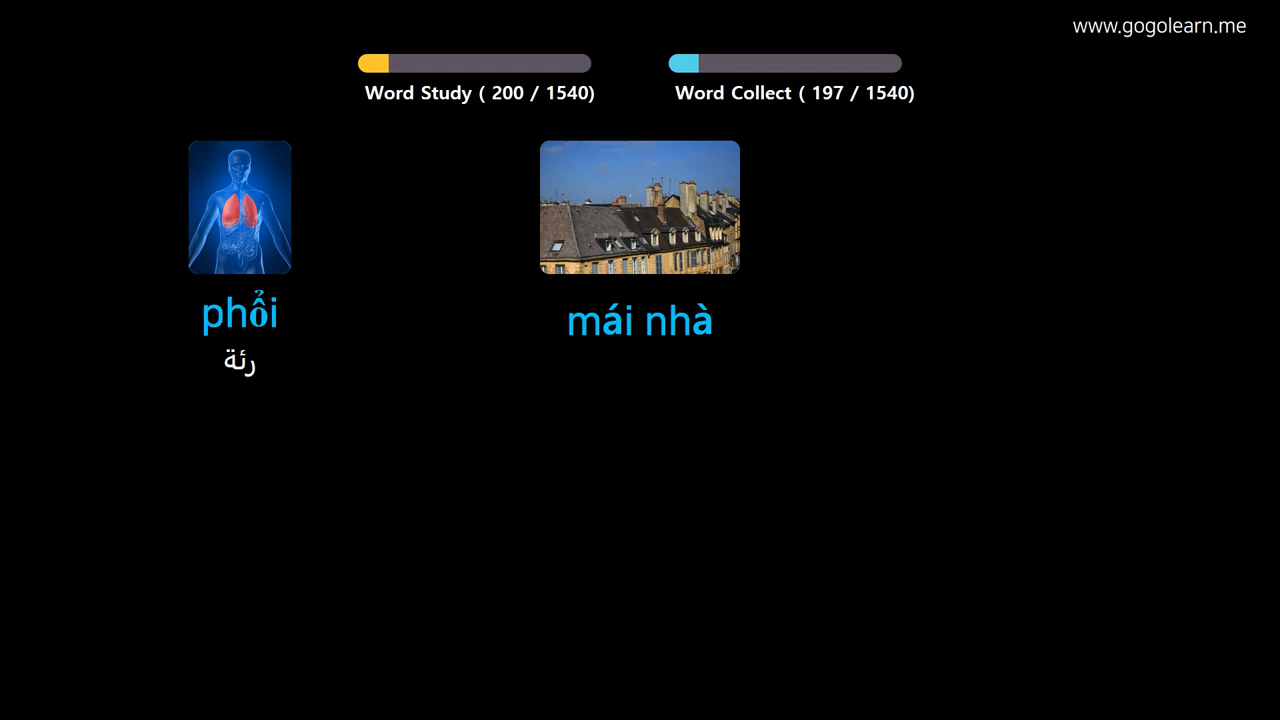 www.gogolearn.me
Word Study ( 200 / 1540)
Word Collect ( 197 / 1540)
phổi
رئة
mái nhà